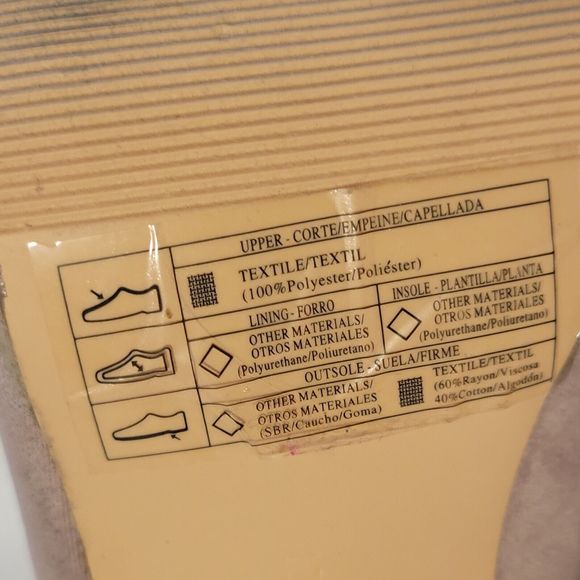 UPPER - CORTE/EMPEINE/CAPELLADA
TEXTILE/TEXTIL
(100%Polyester/Poliéster)
LINING - FORRO
OTHER MATERIALS/
OTROS MATERIALES
(Polyurethane/Poliuretano)
INSOLE - PLANTILLA/PLANTA
OTHER MATERIALS/
OTROS MATERIALES
(Polyurethane/Poliuretano)
OUTSOLE - SUELA/FIRME
OTHER MATERIALS/
OTROS MATERIALES
(SBR/Caucho/Goma)
TEXTILE/TEXTIL
(60%Rayon/Viscosa
40%Cotton/Algodón)